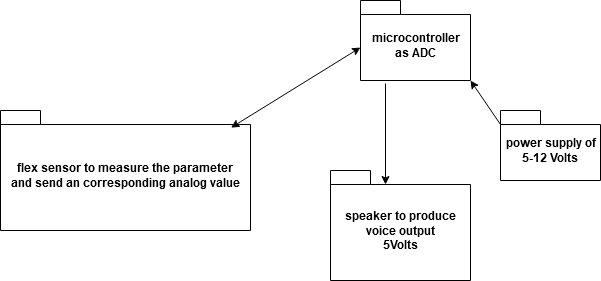 microcontroller
as ADC
flex sensor to measure the parameter
and send an corresponding analog value
power supply of
5-12 Volts
speaker to produce
voice output
5Volts